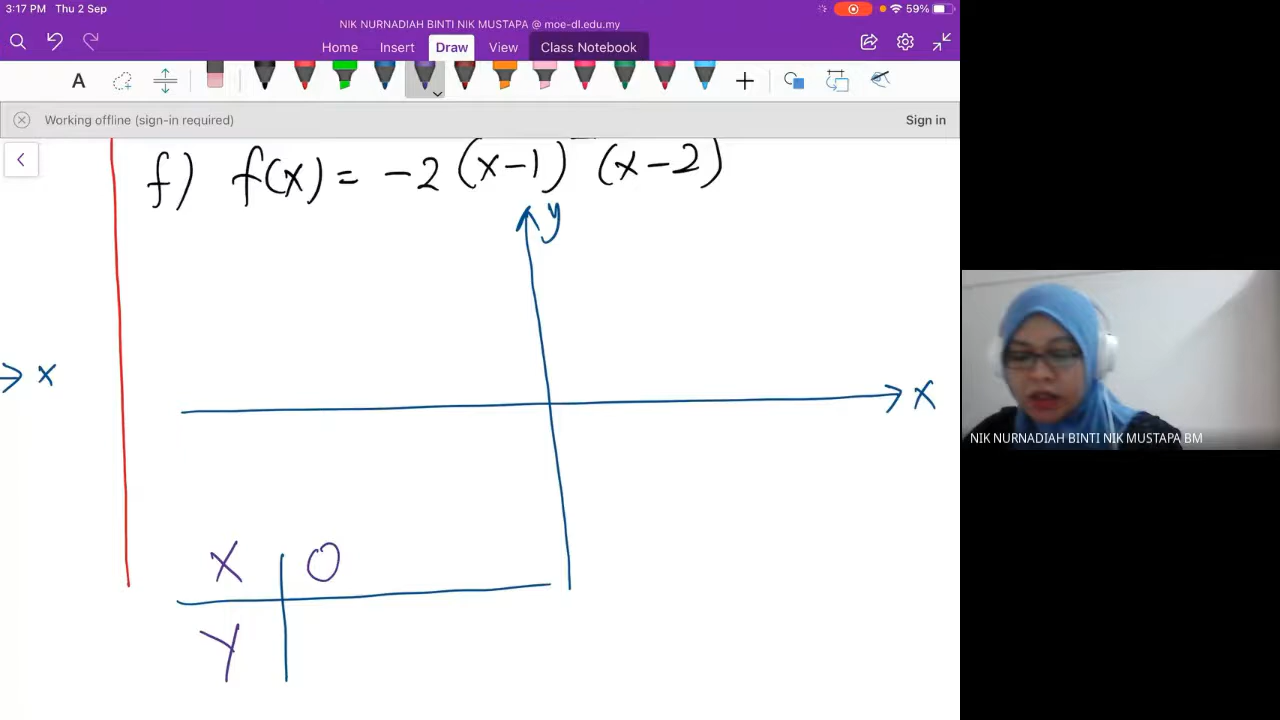 3:17 PM Thu 2 Sep
59%
NIK NURNADIAH BINTI NIK MUSTAPA @ moe-dl.edu.my
Home Insert Draw View Class Notebook
A
Working offline (sign-in required) Sign in
f) f(x) = -2 (x-1) (x-2)
y
x
x
X 0
Y
NIK NURNADIAH BINTI NIK MUSTAPA BM